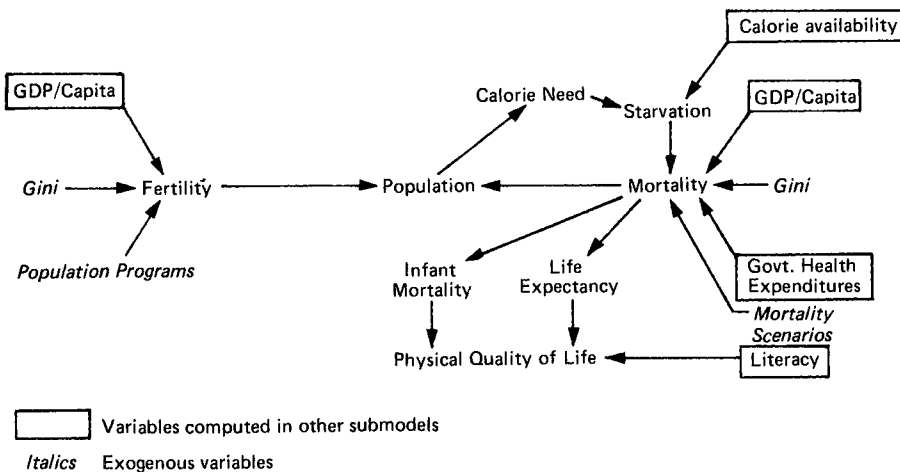 Calorie availability
GDP/Capita
Calorie Need
Starvation
GDP/Capita
Gini
Fertility
Population
Mortality
Gini
Population Programs
Infant
Mortality
Life
Expectancy
Govt. Health
Expenditures
Mortality
Scenarios
Physical Quality of Life
Literacy
Variables computed in other submodels
Italics Exogenous variables